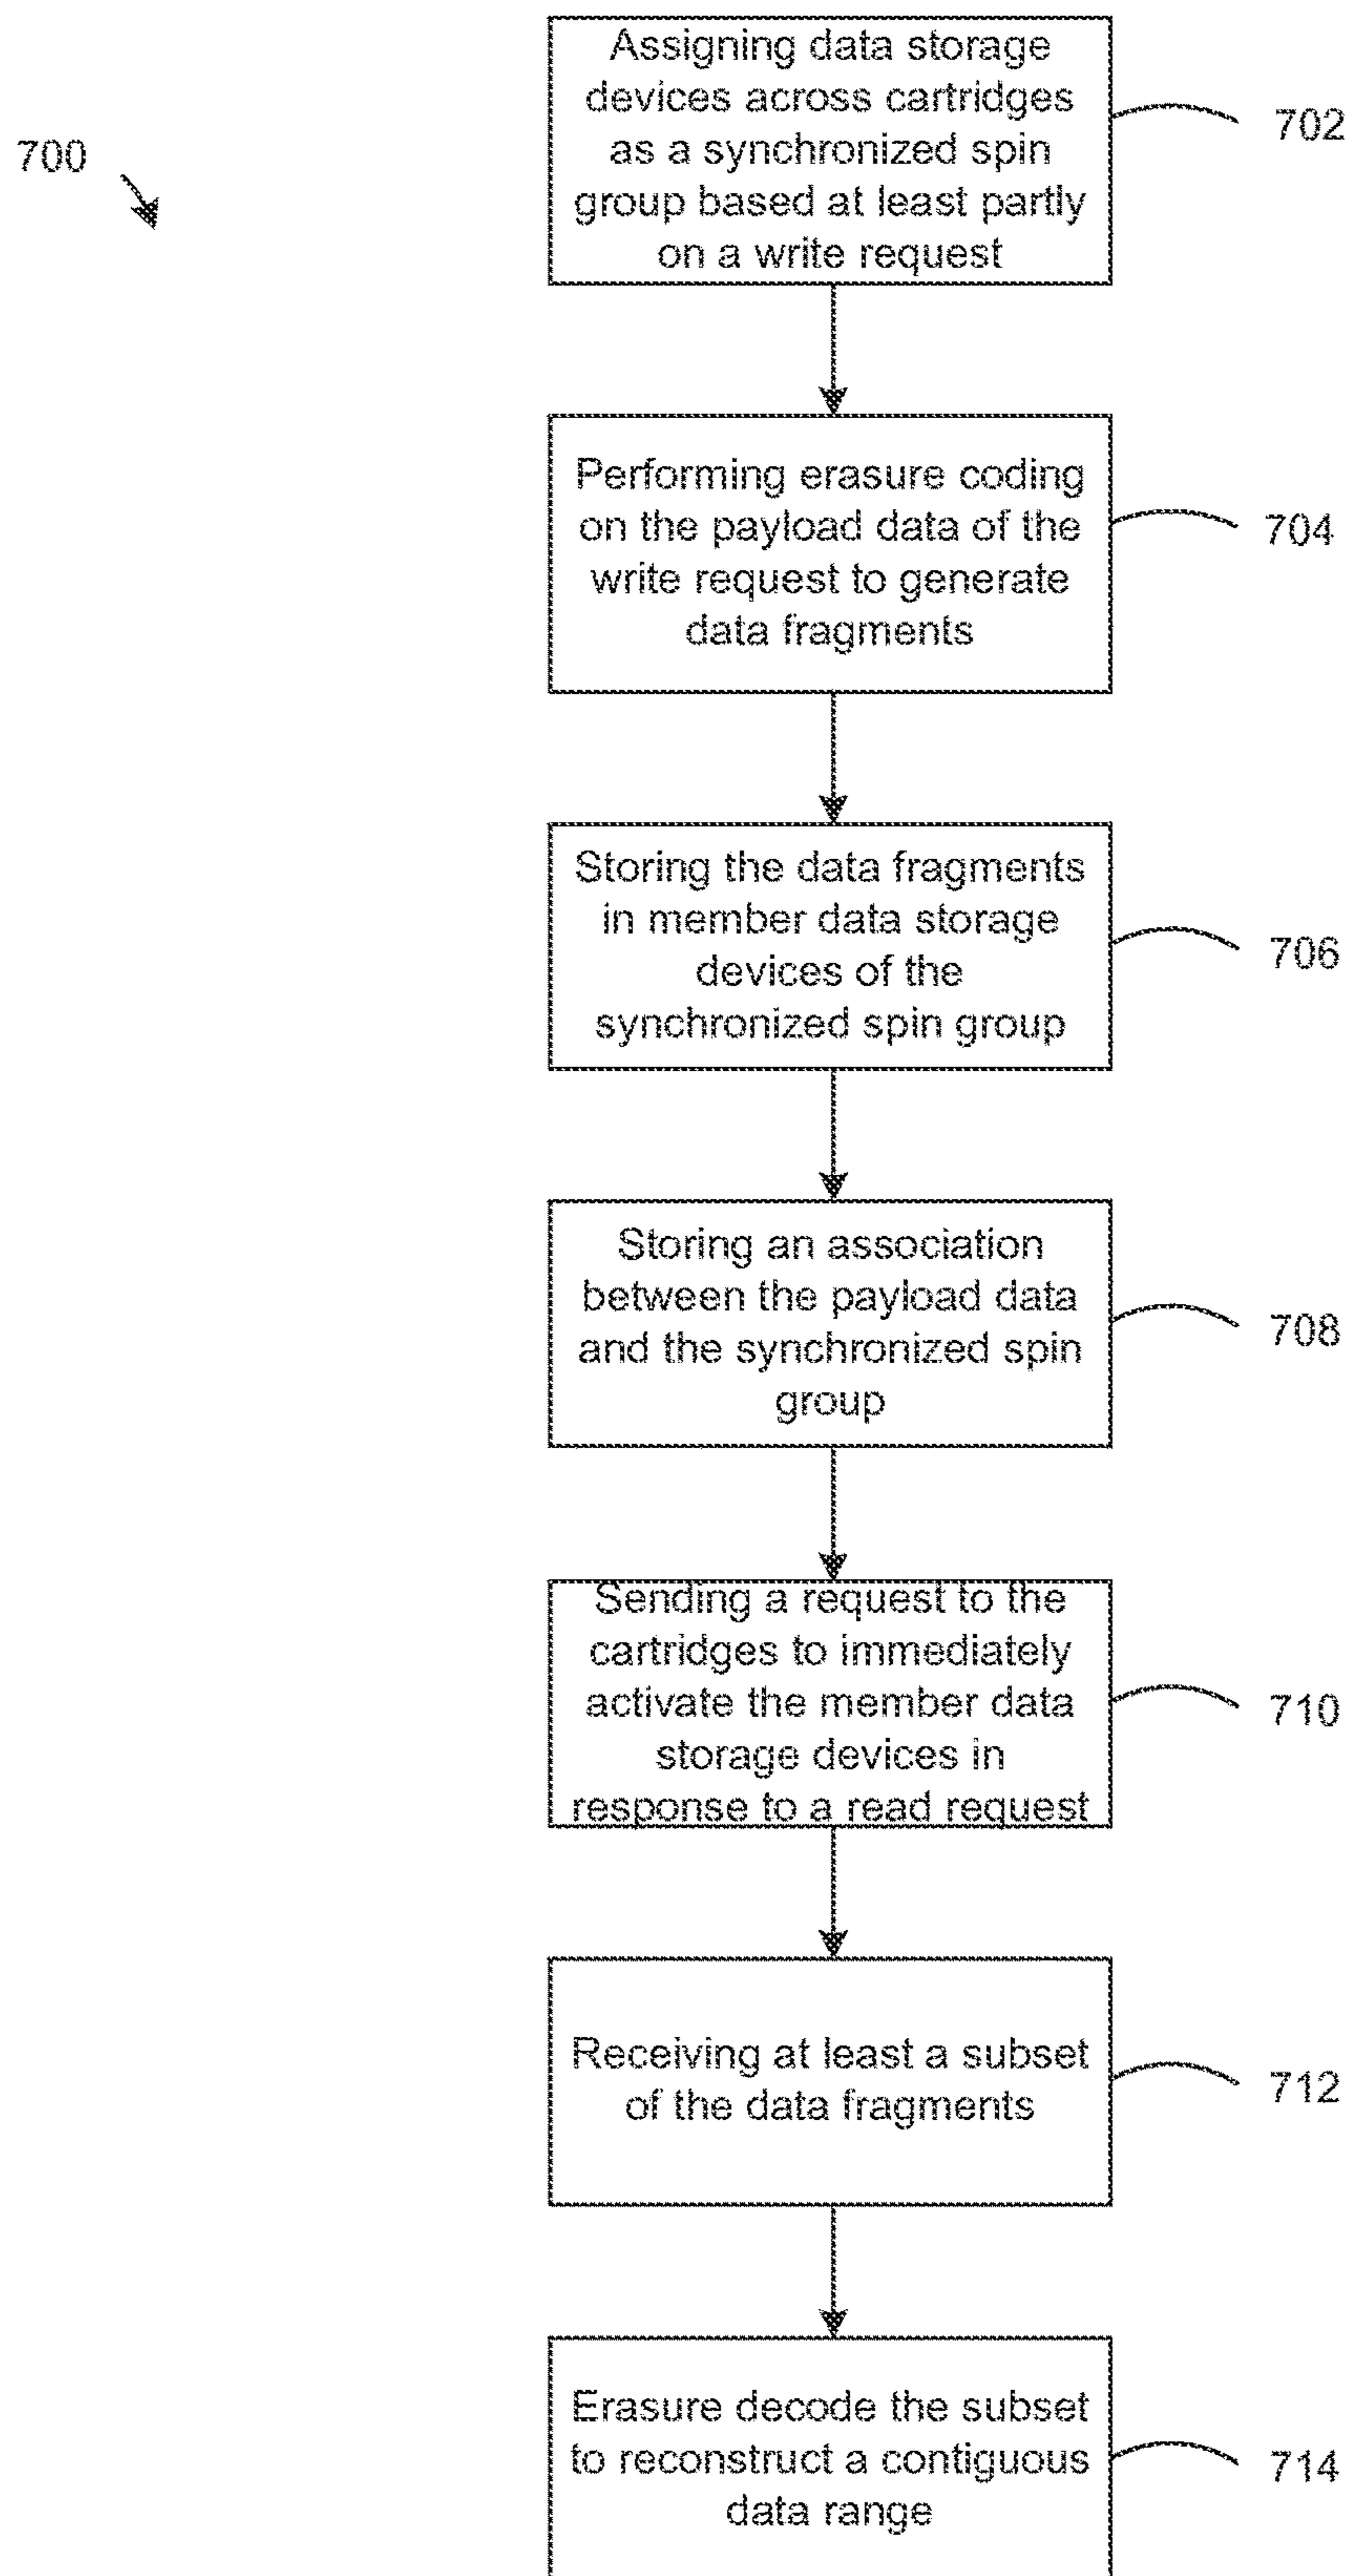 700
Assigning data storage
devices across cartridges
as a synchronized spin
group based at least partly
on a write request
702
Performing erasure coding
on the payload data of the
write request to generate
data fragments
704
Storing the data fragments
in member data storage
devices of the
synchronized spin group
706
Storing an association
between the payload data
and the synchronized spin
group
708
Sending a request to the
cartridges to immediately
activate the member data
storage devices in
response to a read request
710
Receiving at least a subset
of the data fragments
712
Erasure decode the subset
to reconstruct a contiguous
data range
714